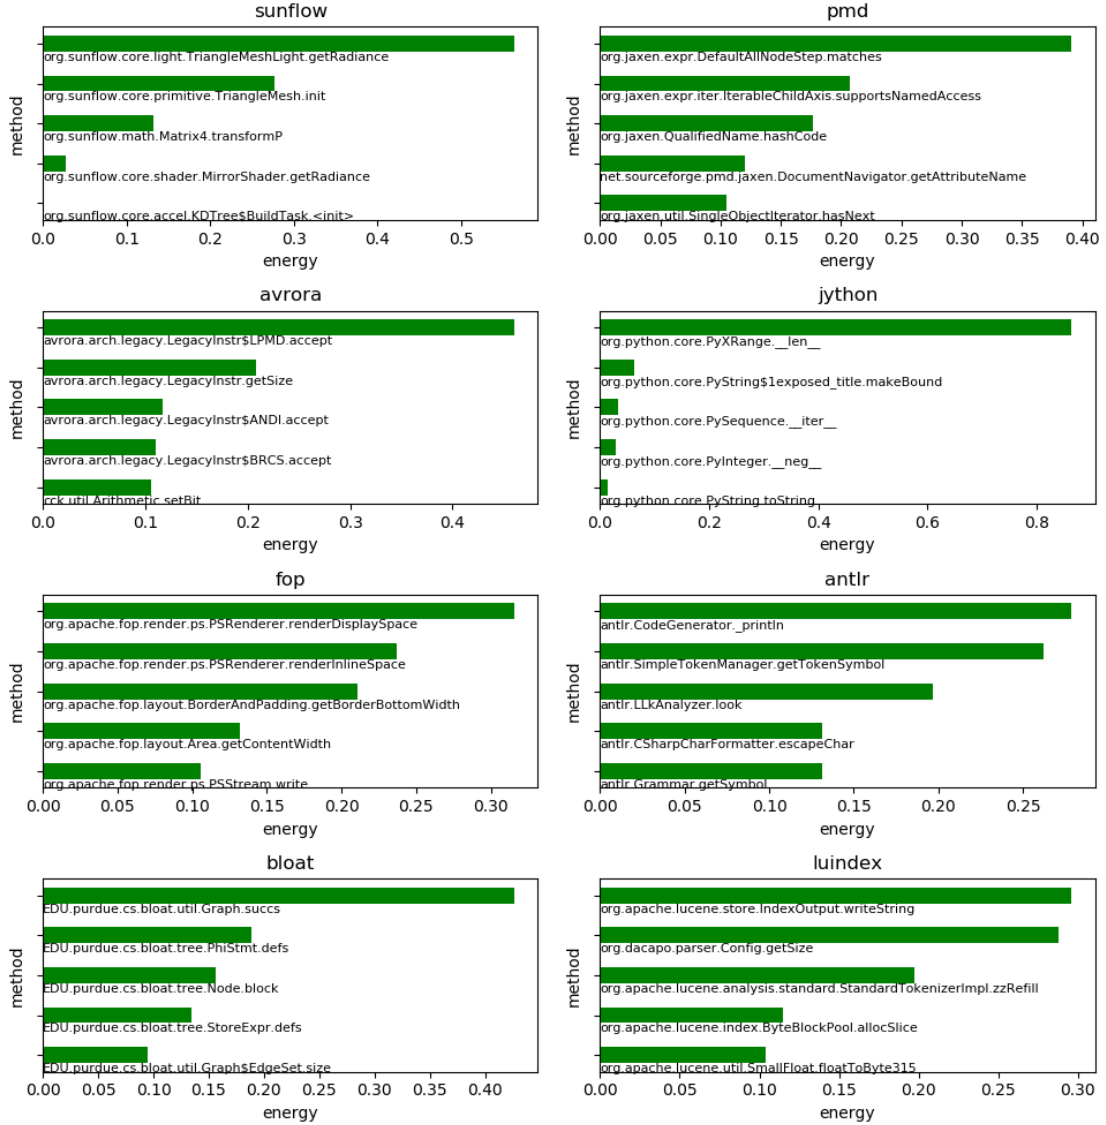 sunflow
method
org.sunflow.core.light.TriangleMeshLight.getRadiance
org.sunflow.core.primitive.TriangleMesh.init
org.sunflow.math.Matrix4.transformP
org.sunflow.core.shader.MirrorShader.getRadiance
org.sunflow.core.accel.KDTree$BuildTask.<init>
0.0 0.1 0.2 0.3 0.4 0.5
energy
pmd
method
org.jaxen.expr.DefaultAllNodeStep.matches
org.jaxen.expr.iter.IterableChildAxis.supportsNamedAccess
org.jaxen.QualifiedName.hashCode
net.sourceforge.pmd.jaxen.DocumentNavigator.getAttributeName
org.jaxen.util.SingleObjectIterator.hasNext
0.00 0.05 0.10 0.15 0.20 0.25 0.30 0.35 0.40
energy
avrora
method
avrora.arch.legacy.LegacyInstr$LPMD.accept
avrora.arch.legacy.LegacyInstr.getSize
avrora.arch.legacy.LegacyInstr$ANDI.accept
avrora.arch.legacy.LegacyInstr$BRCS.accept
cck.util.Arithmetic.setBit
0.0 0.1 0.2 0.3 0.4
energy
jython
method
org.python.core.PyXRange.__len__
org.python.core.PyString$1exposed_title.makeBound
org.python.core.PySequence.__iter__
org.python.core.PyInteger.__neg__
org.python.core.PyString.toString
0.0 0.2 0.4 0.6 0.8
energy
fop
method
org.apache.fop.render.ps.PSRenderer.renderDisplaySpace
org.apache.fop.render.ps.PSRenderer.renderInlineSpace
org.apache.fop.layout.BorderAndPadding.getBorderBottomWidth
org.apache.fop.layout.Area.getContentWidth
org.apache.fop.render.ps.PSStream.write
0.00 0.05 0.10 0.15 0.20 0.25 0.30
energy
antlr
method
antlr.CodeGenerator._println
antlr.SimpleTokenManager.getTokenSymbol
antlr.LLkAnalyzer.look
antlr.CSharpCharFormatter.escapeChar
antlr.Grammar.getSymbol
0.00 0.05 0.10 0.15 0.20 0.25
energy
bloat
method
EDU.purdue.cs.bloat.util.Graph.succs
EDU.purdue.cs.bloat.tree.PhiStmt.defs
EDU.purdue.cs.bloat.tree.Node.block
EDU.purdue.cs.bloat.tree.StoreExpr.defs
EDU.purdue.cs.bloat.util.Graph$EdgeSet.size
0.00 0.05 0.10 0.15 0.20 0.25 0.30 0.35 0.40
energy
luindex
method
org.apache.lucene.store.IndexOutput.writeString
org.dacapo.parser.Config.getSize
org.apache.lucene.analysis.standard.StandardTokenizerImpl.zzRefill
org.apache.lucene.index.ByteBlockPool.allocSlice
org.apache.lucene.util.SmallFloat.floatToByte315
0.00 0.05 0.10 0.15 0.20 0.25 0.30
energy